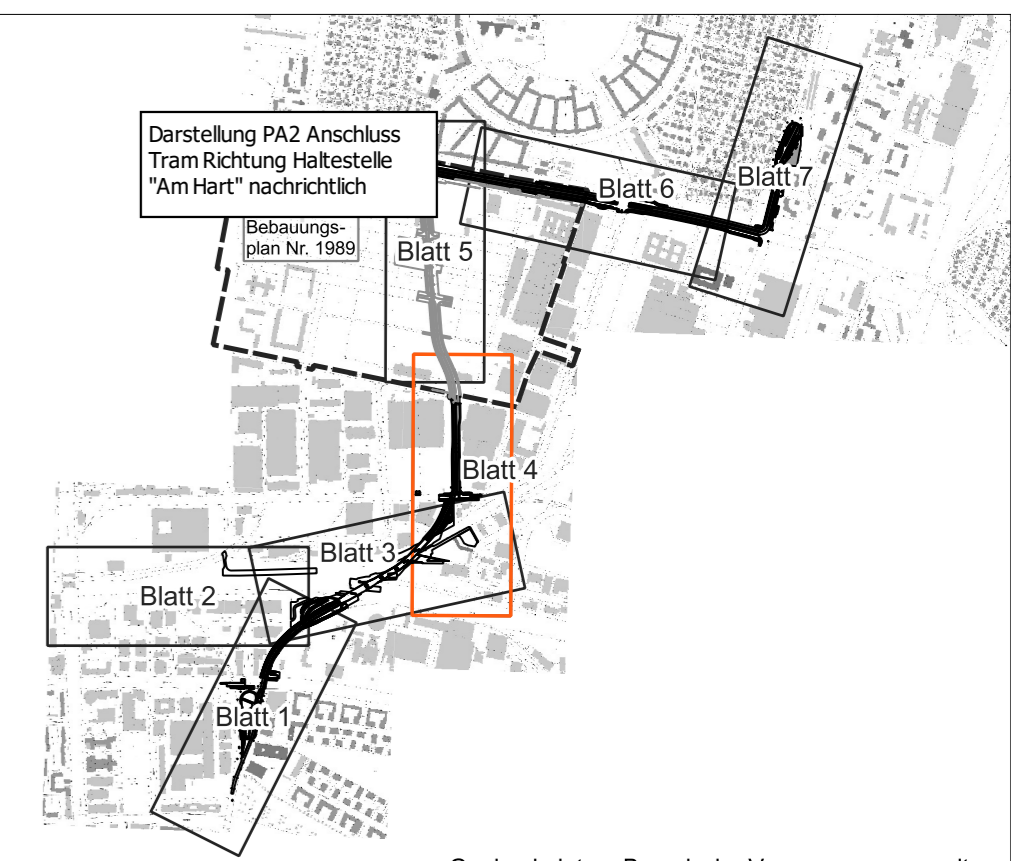 Darstellung PA2 Anschluss
Tram Richtung Haltestelle
"Am Hart" nachrichtlich
Bebauungs-
plan Nr. 1989
Blatt 6
Blatt 7
Blatt 5
Blatt 4
Blatt 3
Blatt 2
Blatt 1